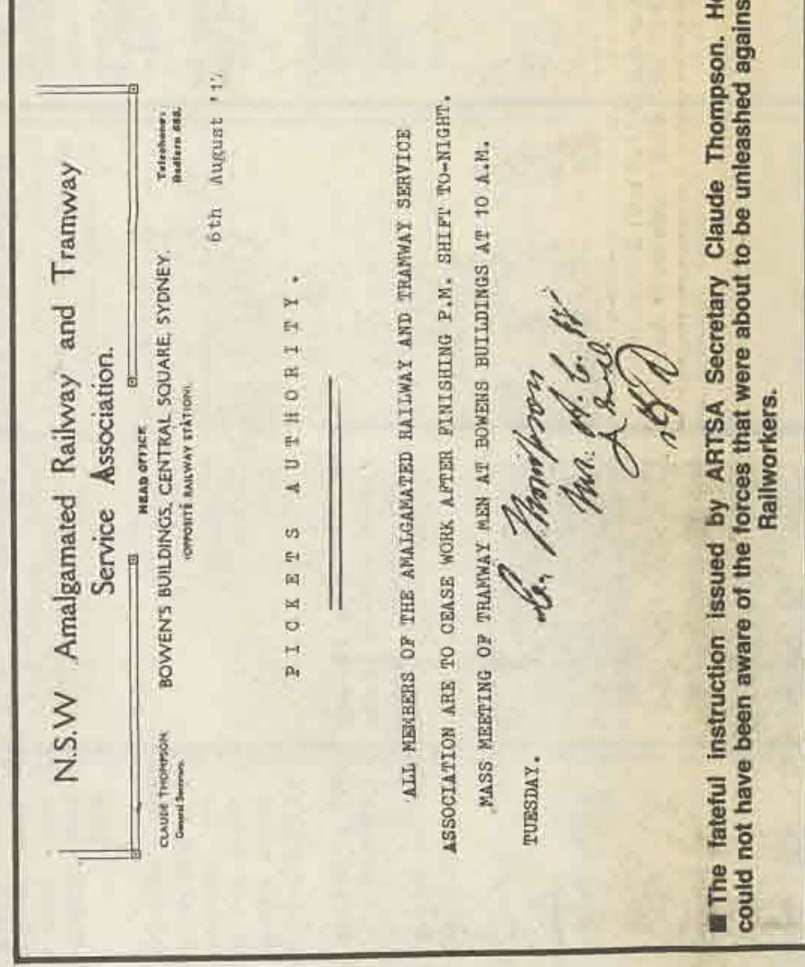 N.S.W Amalgamated Railway and Tramway
Service Association.
HEAD OFFICE
CLAUDE THOMPSON
General Secretary.
BOWEN'S BUILDINGS, CENTRAL SQUARE, SYDNEY.
(OPPOSITE RAILWAY STATION).
Telephone:
Redfern 668.
6th August '17.
PICKETS AUTHORITY.
ALL MEMBERS OF THE AMALGAMATED RAILWAY AND TRAMWAY SERVICE
ASSOCIATION ARE TO CEASE WORK AFTER FINISHING P.M. SHIFT TO-NIGHT.
MASS MEETING OF TRAMWAY MEN AT BOWENS BUILDINGS AT 10 A.M.
TUESDAY.
Thompson
■ The fateful instruction issued by ARTSA Secretary Claude Thompson. He
could not have been aware of the forces that were about to be unleashed against
Railworkers.